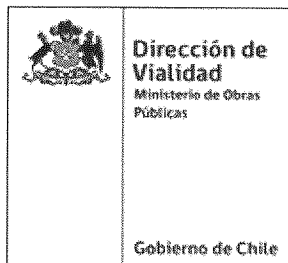 Dirección de
Vialidad
Ministerio de Obras
Públicas
Gobierno de Chile